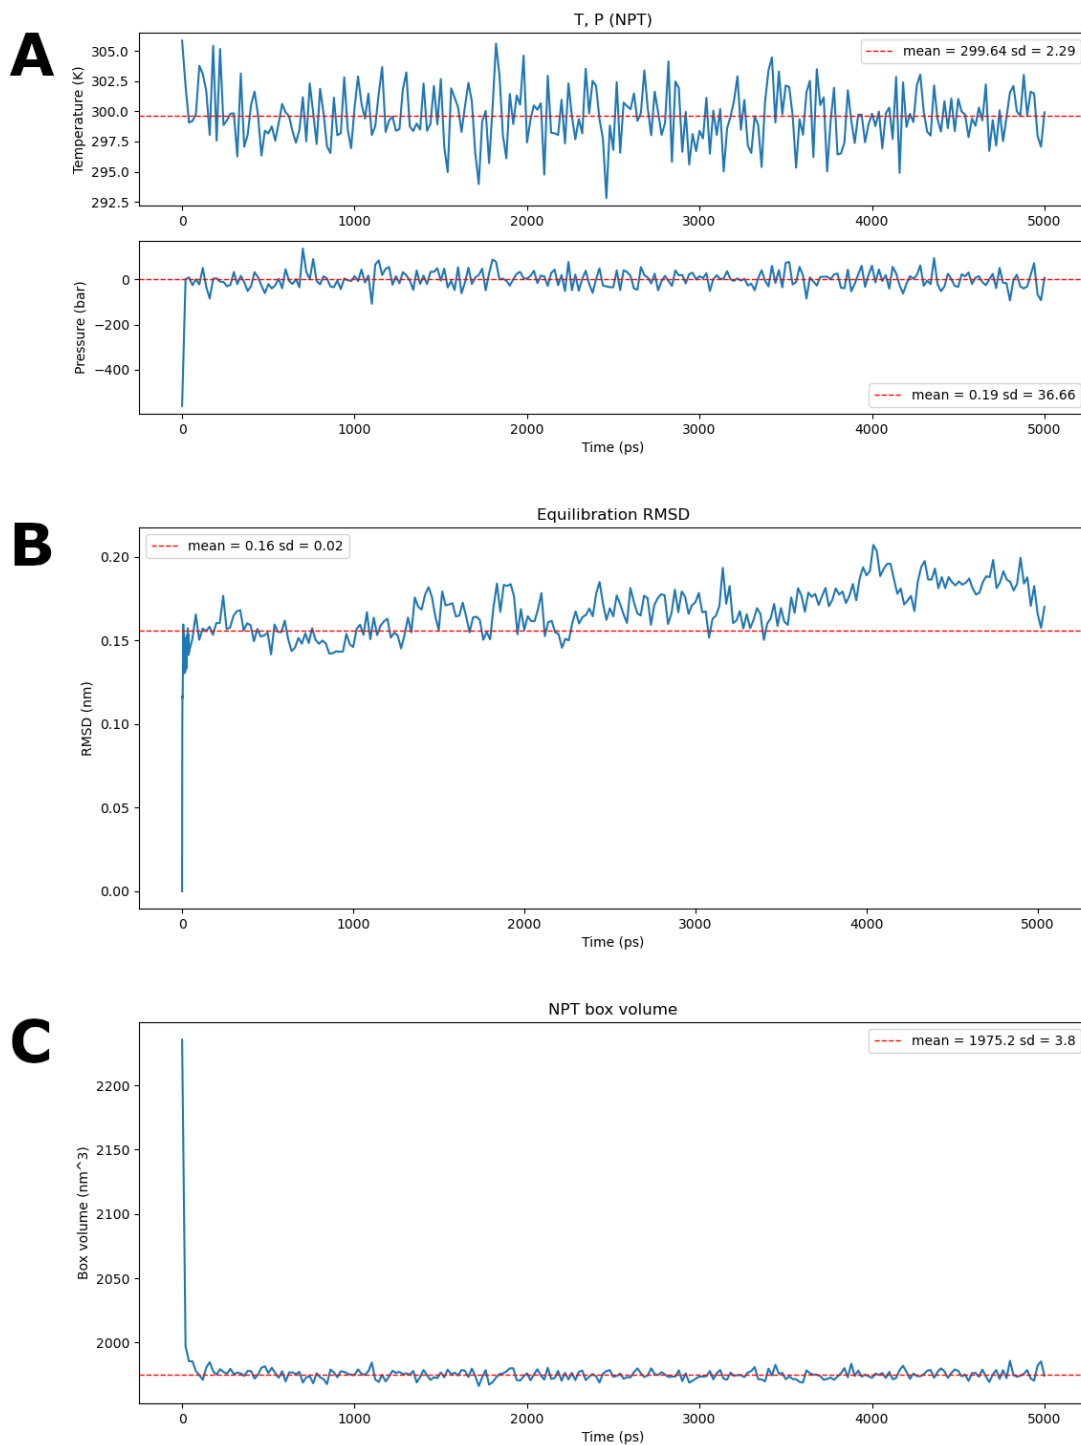 A
T, P (NPT)
mean = 299.64 sd = 2.29
Temperature (K)
305.0
302.5
300.0
297.5
295.0
292.5
0 1000 2000 3000 4000 5000
Pressure (bar)
0
−200
−400
mean = 0.19 sd = 36.66
0 1000 2000 3000 4000 5000
Time (ps)
B
Equilibration RMSD
mean = 0.16 sd = 0.02
RMSD (nm)
0.20
0.15
0.10
0.05
0.00
0 1000 2000 3000 4000 5000
Time (ps)
C
NPT box volume
mean = 1975.2 sd = 3.8
Box volume (nm^3)
2200
2150
2100
2050
2000
0 1000 2000 3000 4000 5000
Time (ps)